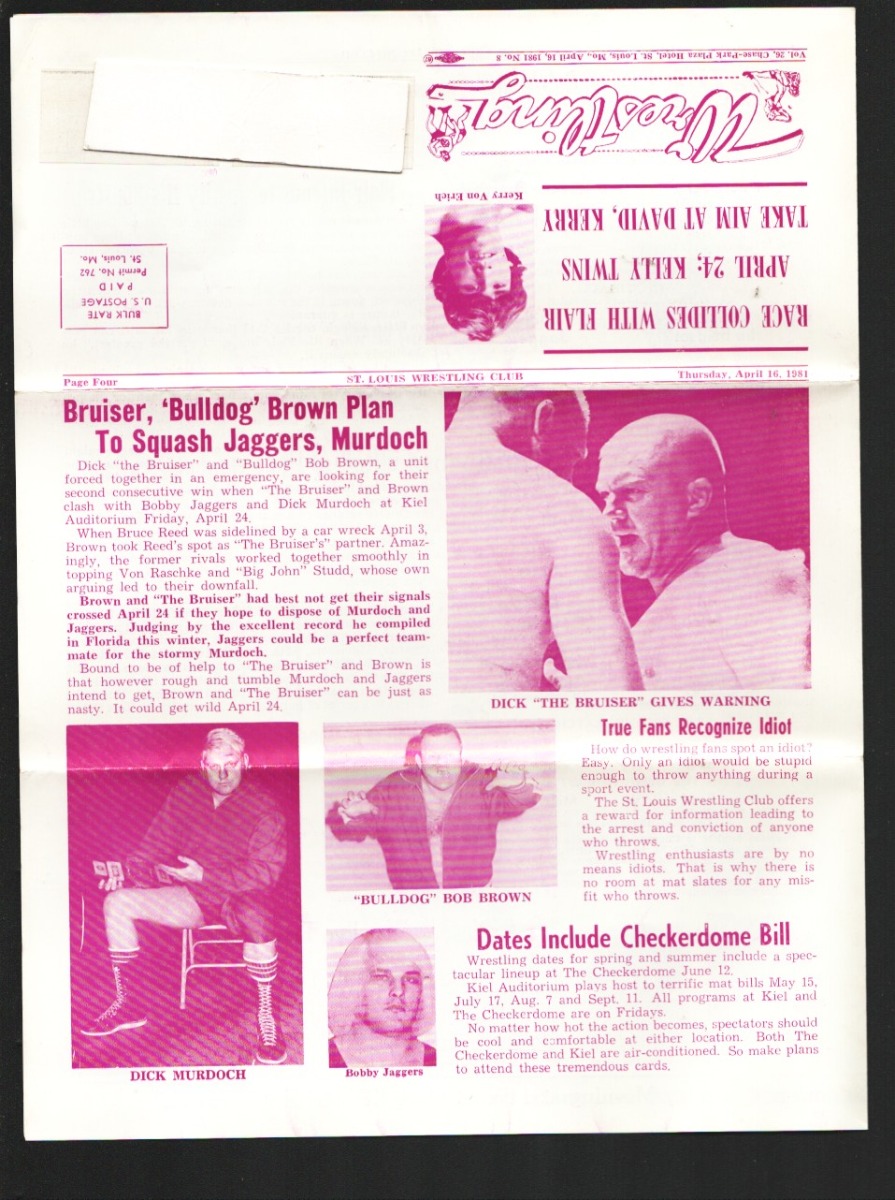 Vol. 26, Chase-Park Plaza Hotel, St. Louis, Mo., April 16, 1981 No. 8
Wrestling
RACE COLLIDES WITH FLAIR
APRIL 24; KELLY TWINS
TAKE AIM AT DAVID, KERRY
Kerry Von Erich
BULK RATE
U. S. POSTAGE
PAID
Permit No. 762
St. Louis, Mo.
Page Four
ST. LOUIS WRESTLING CLUB
Thursday, April 16, 1981
Bruiser, ‘Bulldog’ Brown Plan
To Squash Jaggers, Murdoch
Dick "the Bruiser" and "Bulldog" Bob Brown, a unit
forced together in an emergency, are looking for their
second consecutive win when "The Bruiser" and Brown
clash with Bobby Jaggers and Dick Murdoch at Kiel
Auditorium Friday, April 24.
When Bruce Reed was sidelined by a car wreck April 3,
Brown took Reed's spot as "The Bruiser's" partner. Amaz-
ingly, the former rivals worked together smoothly in
topping Von Raschke and "Big John" Studd, whose own
arguing led to their downfall.
Brown and "The Bruiser" had best not get their signals
crossed April 24 if they hope to dispose of Murdoch and
Jaggers. Judging by the excellent record he compiled
in Florida this winter, Jaggers could be a perfect team-
mate for the stormy Murdoch.
Bound to be of help to "The Bruiser" and Brown is
that however rough and tumble Murdoch and Jaggers
intend to get, Brown and "The Bruiser" can be just as
nasty. It could get wild April 24.
DICK "THE BRUISER" GIVES WARNING
DICK MURDOCH
"BULLDOG" BOB BROWN
Bobby Jaggers
True Fans Recognize Idiot
How do wrestling fans spot an idiot?
Easy. Only an idiot would be stupid
enough to throw anything during a
sport event.
The St. Louis Wrestling Club offers
a reward for information leading to
the arrest and conviction of anyone
who throws.
Wrestling enthusiasts are by no
means idiots. That is why there is
no room at mat slates for any mis-
fit who throws.
Dates Include Checkerdome Bill
Wrestling dates for spring and summer include a spec-
tacular lineup at The Checkerdome June 12.
Kiel Auditorium plays host to terrific mat bills May 15,
July 17, Aug. 7 and Sept. 11. All programs at Kiel and
The Checkerdome are on Fridays.
No matter how hot the action becomes, spectators should
be cool and comfortable at either location. Both The
Checkerdome and Kiel are air-conditioned. So make plans
to attend these tremendous cards.